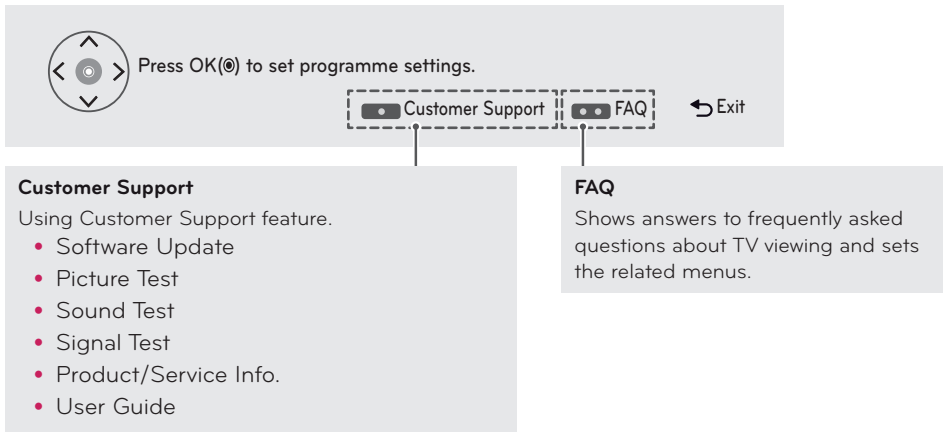 Press OK(◉) to set programme settings.
Customer Support FAQ Exit
Customer Support
Using Customer Support feature.
• Software Update
• Picture Test
• Sound Test
• Signal Test
• Product/Service Info.
• User Guide
FAQ
Shows answers to frequently asked
questions about TV viewing and sets
the related menus.